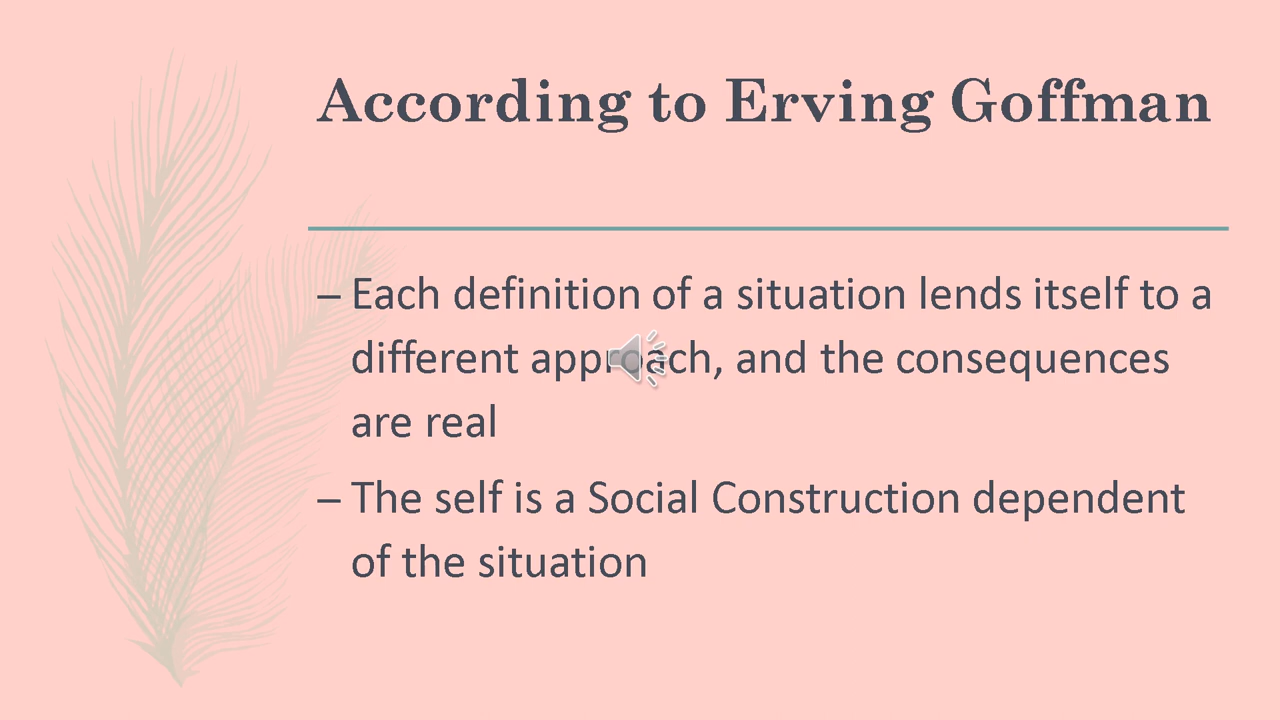 According to Erving Goffman
– Each definition of a situation lends itself to a
different approach, and the consequences
are real
– The self is a Social Construction dependent
of the situation